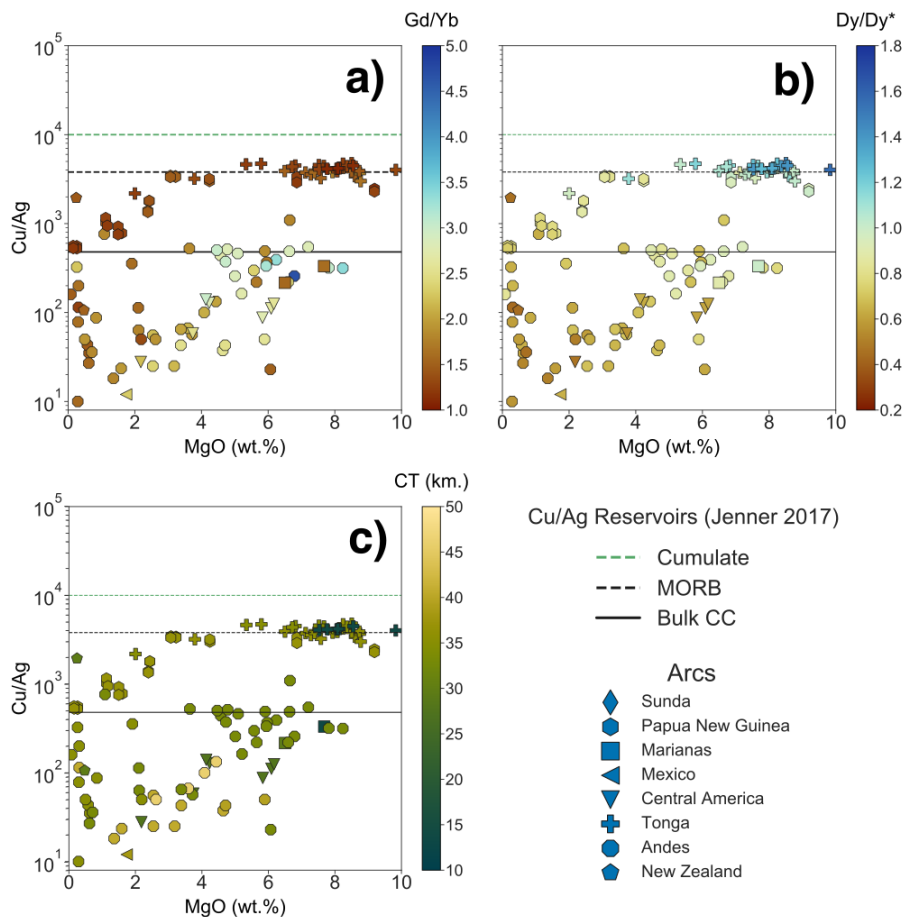 Gd/Yb
a)
10^5
10^4
10^3
10^2
10^1
Cu/Ag
0 2 4 6 8 10
MgO (wt.%)
5.0
4.5
4.0
3.5
3.0
2.5
2.0
1.5
1.0
Dy/Dy*
b)
0 2 4 6 8 10
MgO (wt.%)
1.8
1.6
1.4
1.2
1.0
0.8
0.6
0.4
0.2
CT (km.)
c)
10^5
10^4
10^3
10^2
10^1
Cu/Ag
0 2 4 6 8 10
MgO (wt.%)
50
45
40
35
30
25
20
15
10
Cu/Ag Reservoirs (Jenner 2017)
Cumulate
MORB
Bulk CC
Arcs
Sunda
Papua New Guinea
Marianas
Mexico
Central America
Tonga
Andes
New Zealand